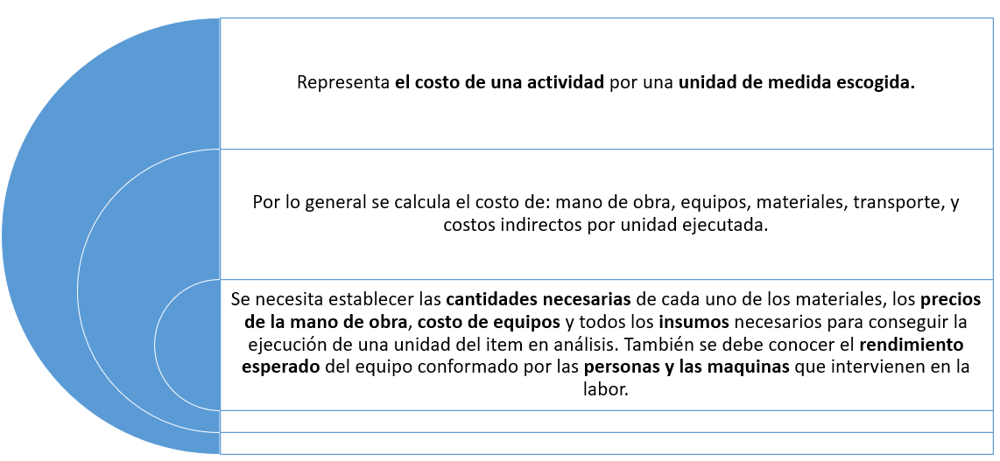 Representa el costo de una actividad por una unidad de medida escogida.
Por lo general se calcula el costo de: mano de obra, equipos, materiales, transporte, y
costos indirectos por unidad ejecutada.
Se necesita establecer las cantidades necesarias de cada uno de los materiales, los precios
de la mano de obra, costo de equipos y todos los insumos necesarios para conseguir la
ejecución de una unidad del item en análisis. También se debe conocer el rendimiento
esperado del equipo conformado por las personas y las maquinas que intervienen en la
labor.